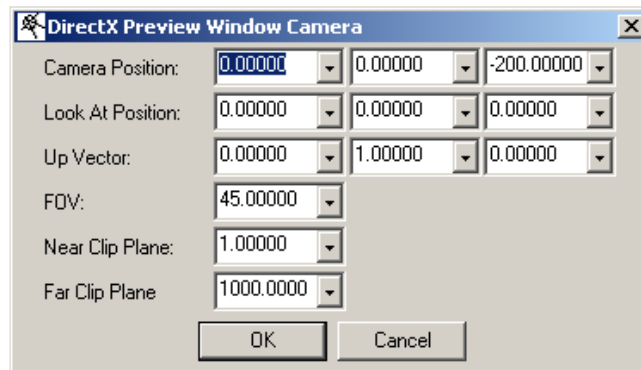 DirectX Preview Window Camera
Camera Position: 0.00000 0.00000 -200.00000
Look At Position: 0.00000 0.00000 0.00000
Up Vector: 0.00000 1.00000 0.00000
FOV: 45.00000
Near Clip Plane: 1.00000
Far Clip Plane 1000.0000
OK Cancel